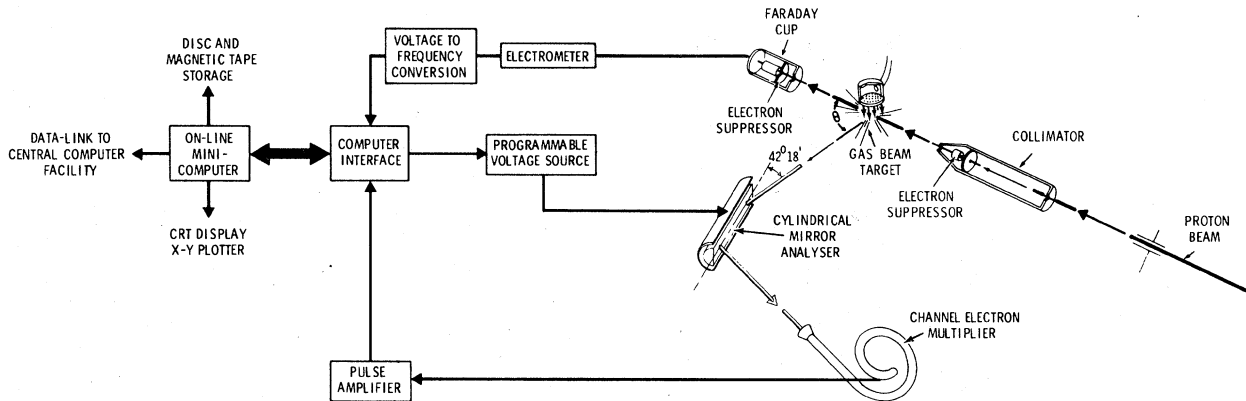 FARADAY
CUP
DISC AND
MAGNETIC TAPE
STORAGE
VOLTAGE TO
FREQUENCY
CONVERSION
ELECTROMETER
ELECTRON
SUPPRESSOR
θ
GAS BEAM
TARGET
COLLIMATOR
DATA-LINK TO
CENTRAL COMPUTER
FACILITY
ON-LINE
MINI-
COMPUTER
COMPUTER
INTERFACE
PROGRAMMABLE
VOLTAGE SOURCE
42° 18'
ELECTRON
SUPPRESSOR
PROTON
BEAM
CRT DISPLAY
X-Y PLOTTER
CYLINDRICAL
MIRROR
ANALYSER
CHANNEL ELECTRON
MULTIPLIER
PULSE
AMPLIFIER